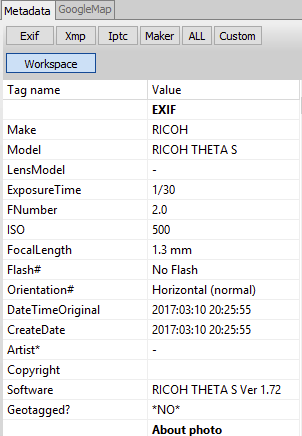 Metadata GoogleMap
Exif Xmp Iptc Maker ALL Custom
Workspace
Tag name Value
EXIF
Make RICOH
Model RICOH THETA S
LensModel -
ExposureTime 1/30
FNumber 2.0
ISO 500
FocalLength 1.3 mm
Flash# No Flash
Orientation# Horizontal (normal)
DateTimeOriginal 2017:03:10 20:25:55
CreateDate 2017:03:10 20:25:55
Artist* -
Copyright
Software RICOH THETA S Ver 1.72
Geotagged? *NO*
About photo